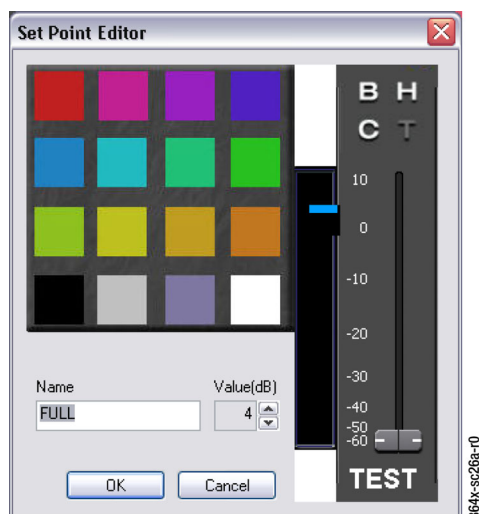 Set Point Editor
B H
C T
10
0
-10
-20
-30
-40
-50
-60
TEST
Name
Value(dB)
FULL
4
OK
Cancel
364x-sc26a-r0